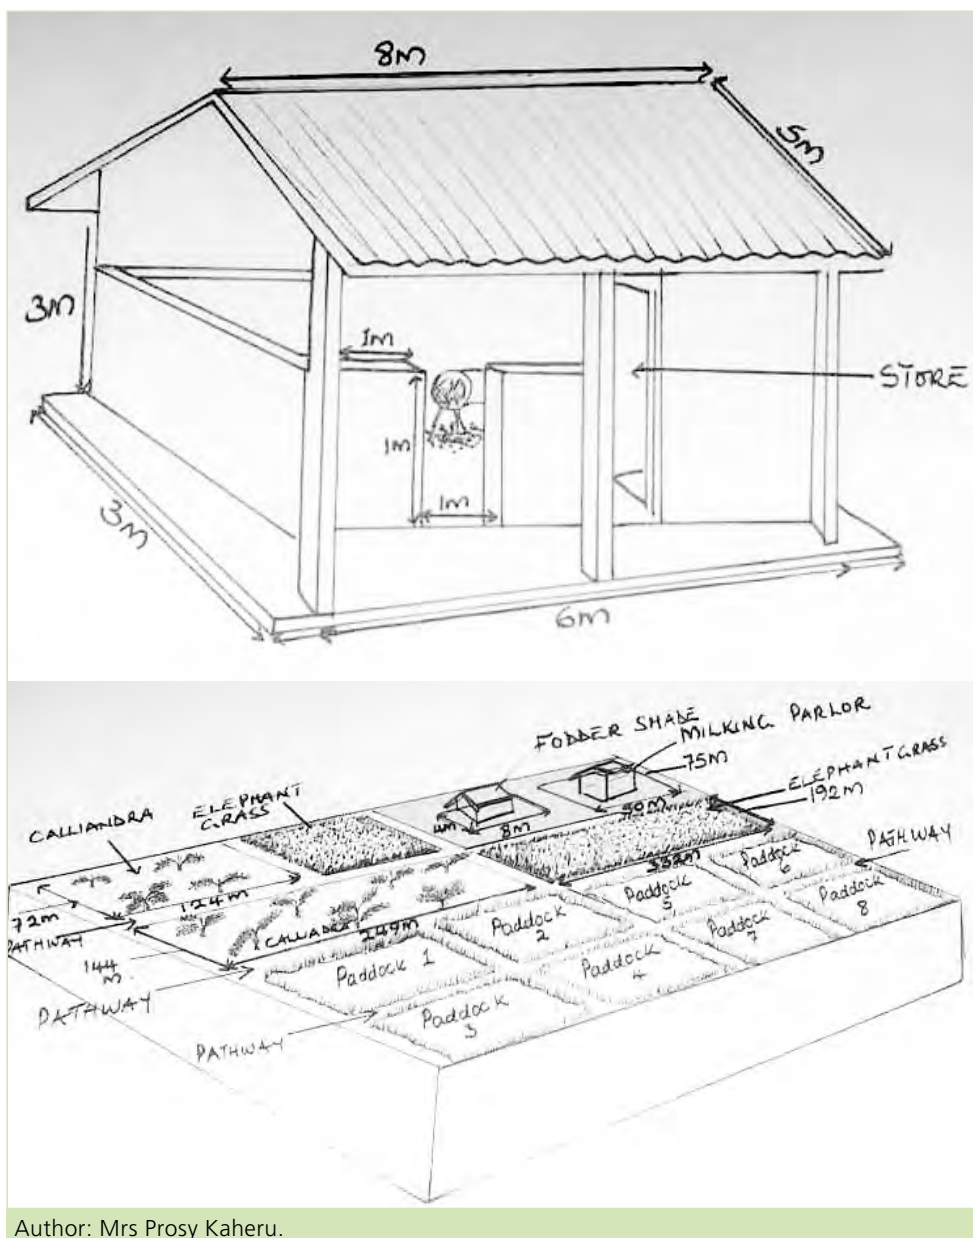 8M
5M
3M
1M
STORE
1M
1M
3M
6M
FODDER SHADE
MILKING PARLOR
75M
ELEPHANT GRASS
192M
ELEPHANT
GRASS
CALLIANDRA
4M
8M
PATHWAY
Paddock
6
124M
72M
Paddock
5
Paddock
8
PATHWAY
CALLIANDRA
249M
Paddock
2
Paddock
7
144
M
Paddock 1
Paddock
4
PATHWAY
Paddock
3
PATHWAY
Author: Mrs Prosy Kaheru.